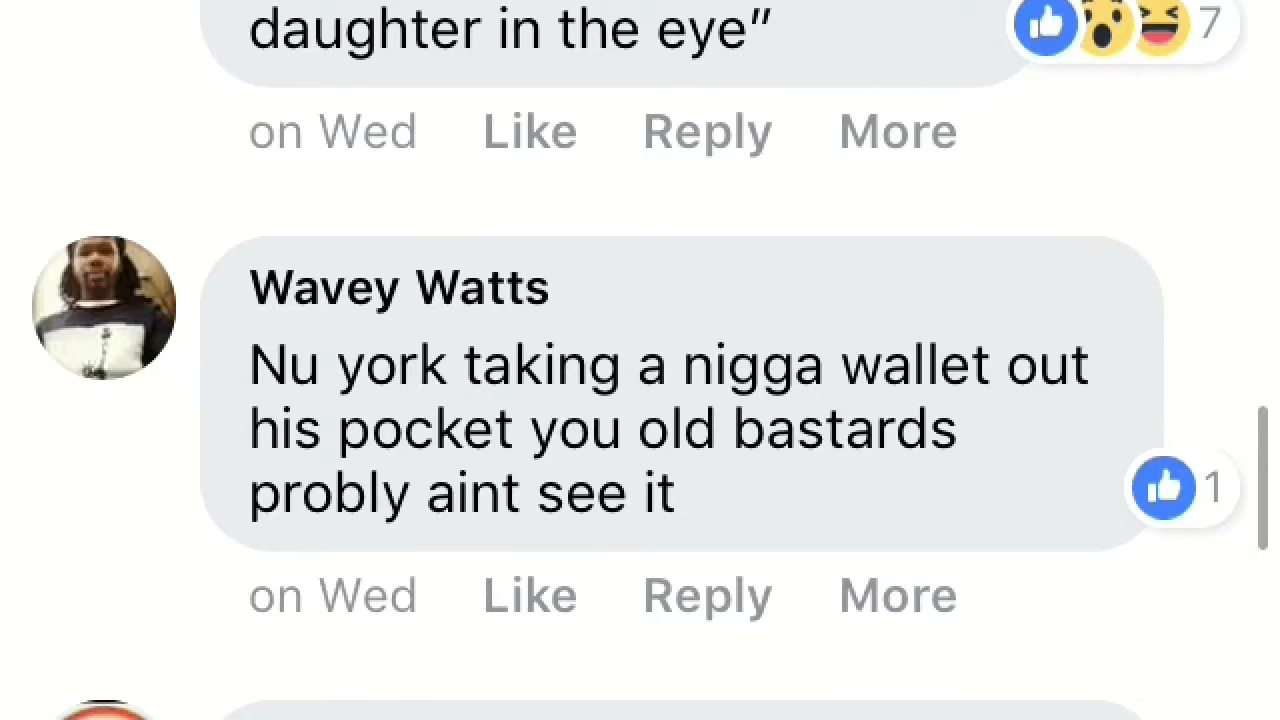 daughter in the eye”
7
on Wed Like Reply More
Wavey Watts
Nu york taking a nigga wallet out
his pocket you old bastards
probly aint see it
1
on Wed Like Reply More